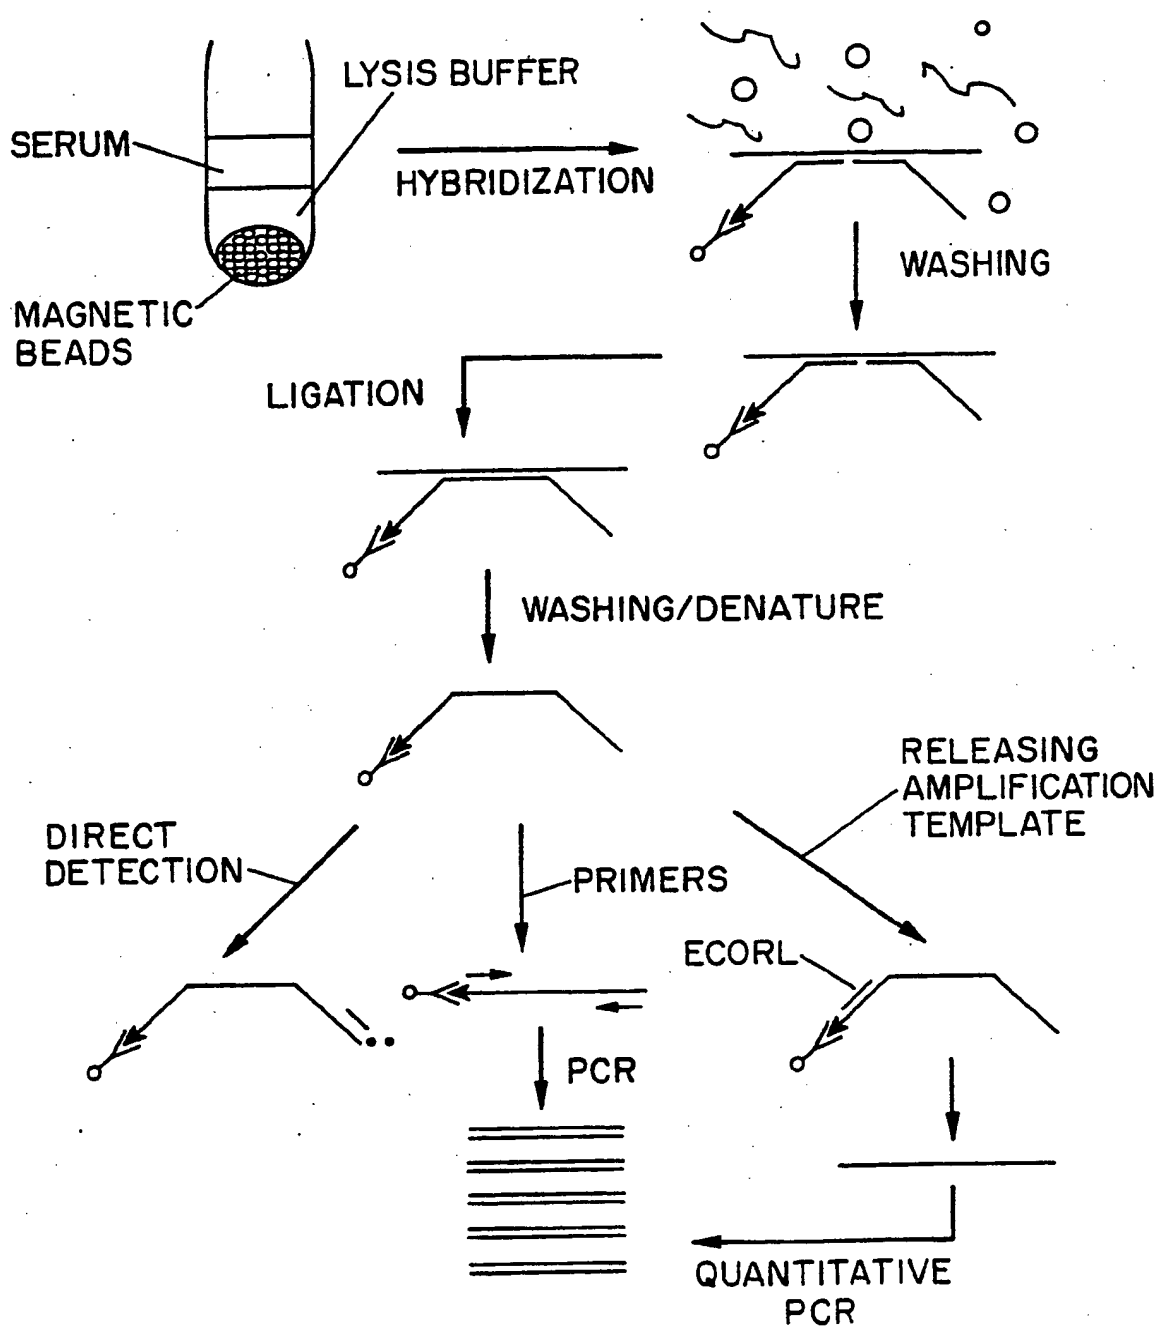 LYSIS BUFFER
SERUM
HYBRIDIZATION
MAGNETIC
BEADS
WASHING
LIGATION
WASHING/DENATURE
RELEASING
AMPLIFICATION
TEMPLATE
DIRECT
DETECTION
PRIMERS
ECORL
PCR
QUANTITATIVE
PCR